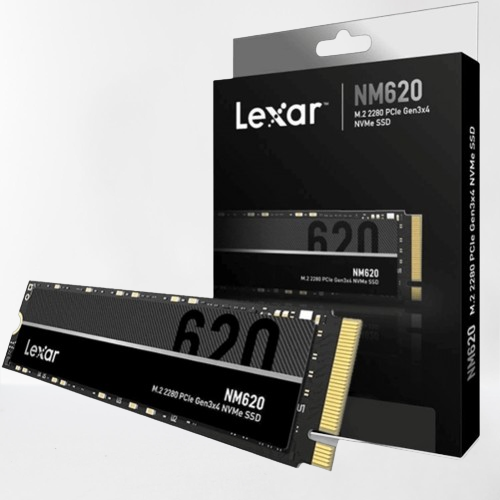 Lexar™
NM620
M.2 2280 PCIe Gen3x4
NVMe SSD
620
NM620
M.2 2280 PCIe Gen3x4 NVMe SSD
NM620 M.2 2280 PCIe Gen3x4 NVMe SSD
Lexar
620
NM620
M.2 2280 PCIe Gen3x4 NVMe SSD